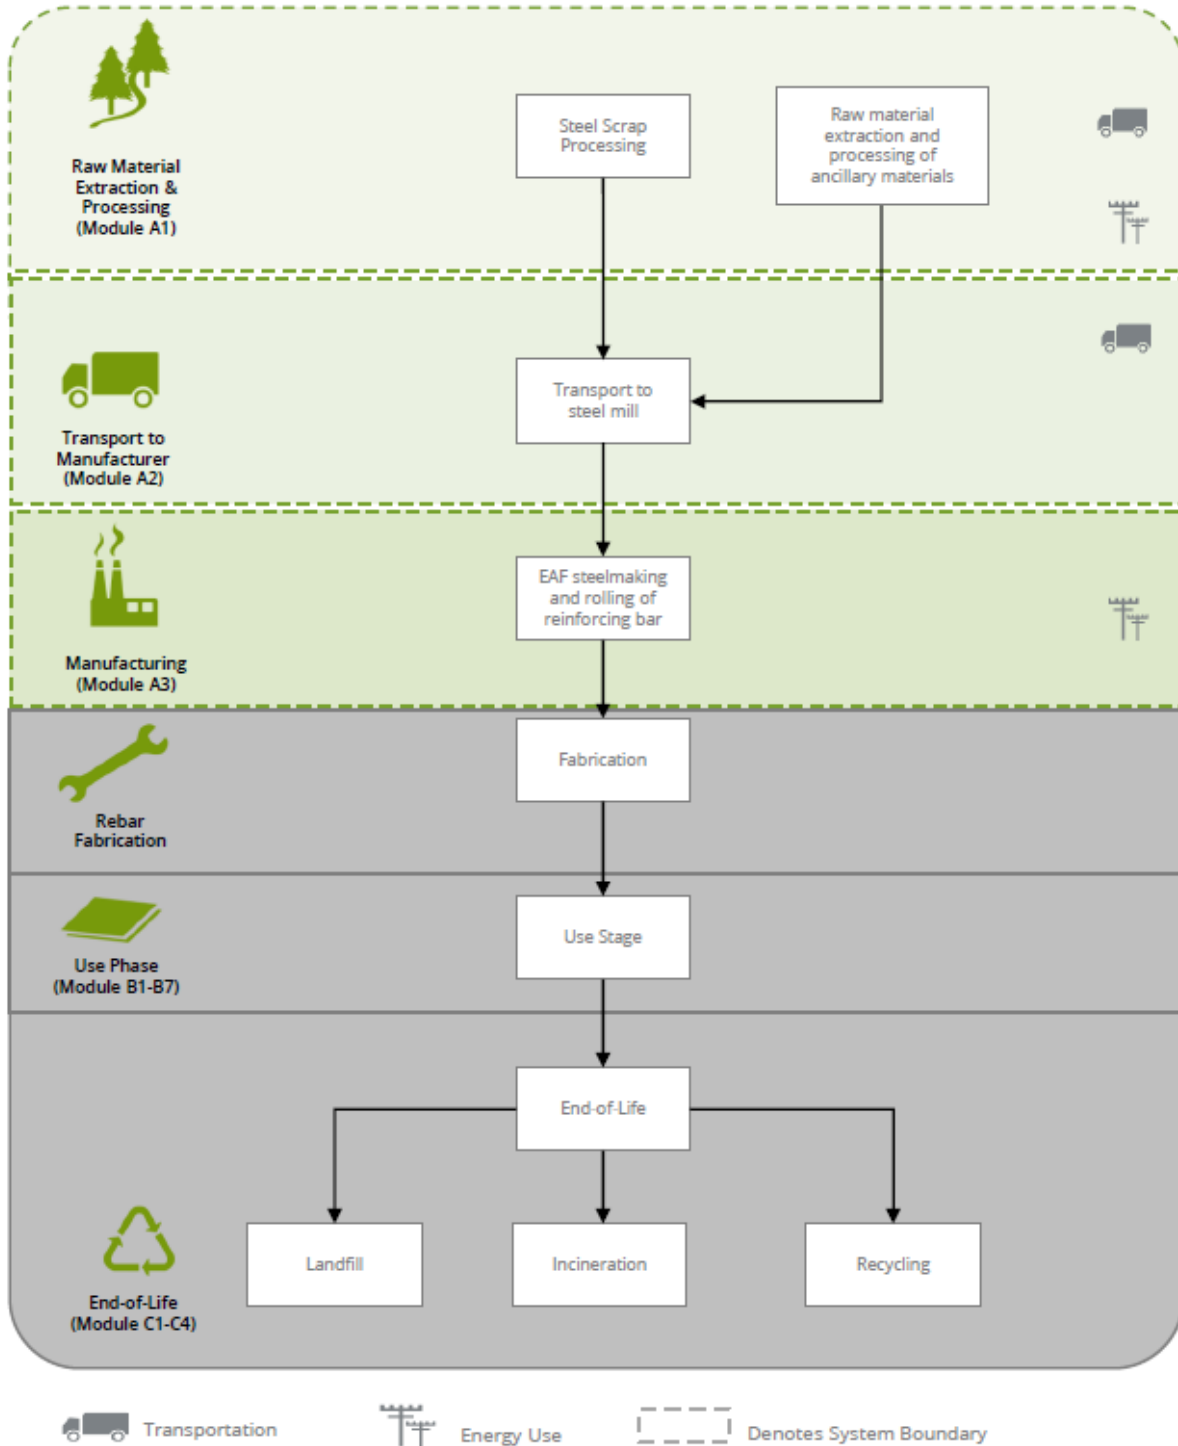 Raw Material
Extraction &
Processing
(Module A1)
Steel Scrap
Processing
Raw material
extraction and
processing of
ancillary materials
Transport to
Manufacturer
(Module A2)
Transport to
steel mill
Manufacturing
(Module A3)
EAF steelmaking
and rolling of
reinforcing bar
Rebar
Fabrication
Fabrication
Use Phase
(Module B1-B7)
Use Stage
End-of-Life
(Module C1-C4)
End-of-Life
Landfill
Incineration
Recycling
Transportation
Energy Use
Denotes System Boundary